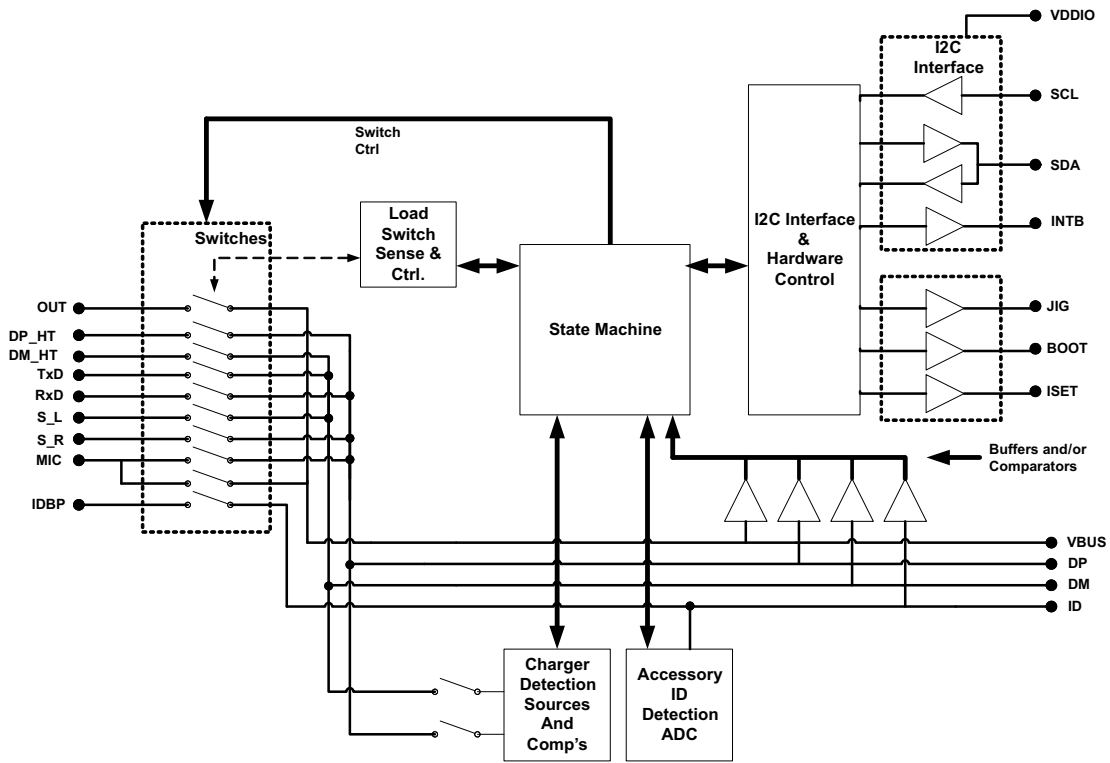 VDDIO
I2C
Interface
SCL
SDA
INTB
Switch
Ctrl
Switches
Load
Switch
Sense &
Ctrl.
State Machine
I2C Interface
&
Hardware
Control
JIG
BOOT
ISET
OUT
DP_HT
DM_HT
TxD
RxD
S_L
S_R
MIC
IDBP
Buffers and/or
Comparators
VBUS
DP
DM
ID
Charger
Detection
Sources
And
Comp's
Accessory
ID
Detection
ADC